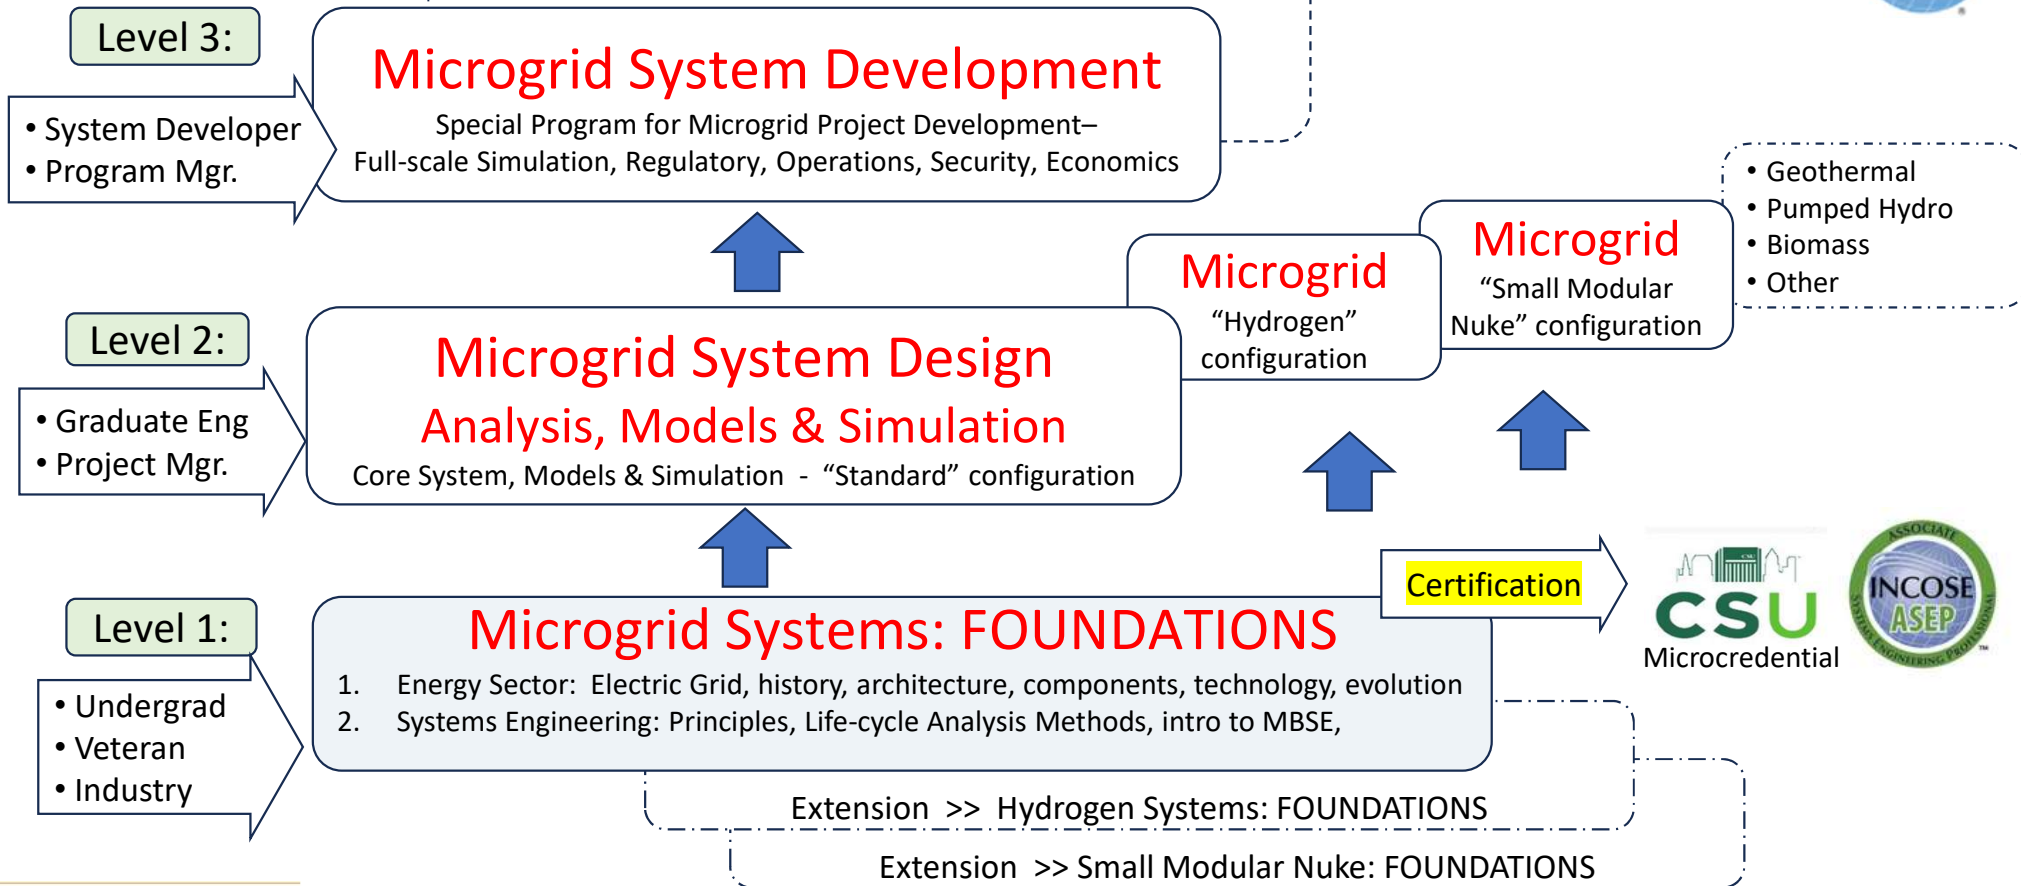 Level 3:
• System Developer
• Program Mgr.
Microgrid System Development
Special Program for Microgrid Project Development–
Full-scale Simulation, Regulatory, Operations, Security, Economics
• Geothermal
• Pumped Hydro
• Biomass
• Other
Microgrid
“Small Modular
Nuke” configuration
Microgrid
“Hydrogen”
configuration
Level 2:
• Graduate Eng
• Project Mgr.
Microgrid System Design
Analysis, Models & Simulation
Core System, Models & Simulation - “Standard” configuration
Certification
CSU
CSU
Microcredential
ASSOCIATE
INCOSE
ASEP
SYSTEMS ENGINEERING PROFESSIONAL
™
Level 1:
• Undergrad
• Veteran
• Industry
Microgrid Systems: FOUNDATIONS
1. Energy Sector: Electric Grid, history, architecture, components, technology, evolution
2. Systems Engineering: Principles, Life-cycle Analysis Methods, intro to MBSE,
Extension >> Hydrogen Systems: FOUNDATIONS
Extension >> Small Modular Nuke: FOUNDATIONS